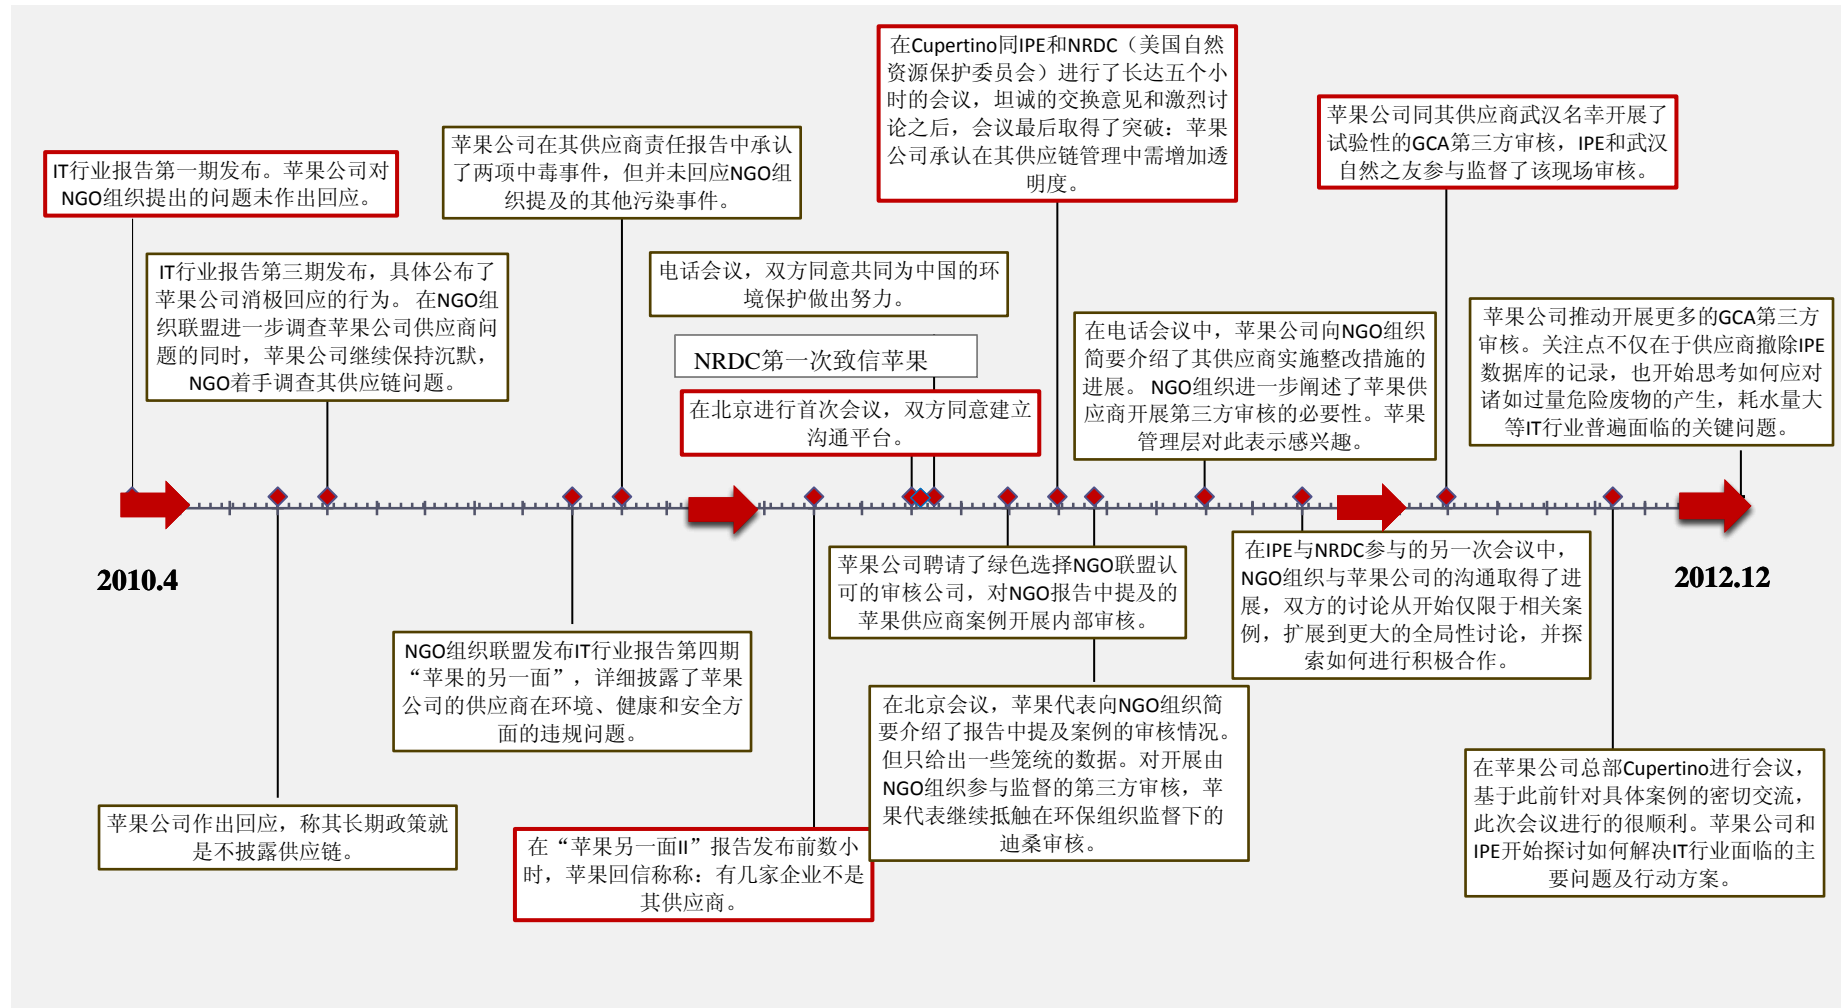 IT行业报告第一期发布。苹果公司对
NGO组织提出的问题未作出回应。
苹果公司在其供应商责任报告中承认
了两项中毒事件，但并未回应NGO组
织提及的其他污染事件。
在Cupertino同IPE和NRDC（美国自然
资源保护委员会）进行了长达五个小
时的会议，坦诚的交换意见和激烈讨
论之后，会议最后取得了突破：苹果
公司承认在其供应链管理中需增加透
明度。
苹果公司同其供应商武汉名幸开展了
试验性的GCA第三方审核，IPE和武汉
自然之友参与监督了该现场审核。
IT行业报告第三期发布，具体公布了
苹果公司消极回应的行为。在NGO组
织联盟进一步调查苹果公司供应商问
题的同时，苹果公司继续保持沉默，
NGO着手调查其供应链问题。
电话会议，双方同意共同为中国的环
境保护做出努力。
NRDC第一次致信苹果
在北京进行首次会议，双方同意建立
沟通平台。
在电话会议中，苹果公司向NGO组织
简要介绍了其供应商实施整改措施的
进展。NGO组织进一步阐述了苹果供
应商开展第三方审核的必要性。苹果
管理层对此表示感兴趣。
苹果公司推动开展更多的GCA第三方
审核。关注点不仅在于供应商撤除IPE
数据库的记录，也开始思考如何应对
诸如过量危险废物的产生，耗水量大
等IT行业普遍面临的关键问题。
2010.4
2012.12
苹果公司作出回应，称其长期政策就
是不披露供应链。
NGO组织联盟发布IT行业报告第四期
“苹果的另一面”，详细披露了苹果
公司的供应商在环境、健康和安全方
面的违规问题。
在“苹果另一面II”报告发布前数小
时，苹果回信称称：有几家企业不是
其供应商。
苹果公司聘请了绿色选择NGO联盟认
可的审核公司，对NGO报告中提及的
苹果供应商案例开展内部审核。
在北京会议，苹果代表向NGO组织简
要介绍了报告中提及案例的审核情况。
但只给出一些笼统的数据。对开展由
NGO组织参与监督的第三方审核，苹
果代表继续抵触在环保组织监督下的
迪桑审核。
在IPE与NRDC参与的另一次会议中，
NGO组织与苹果公司的沟通取得了进
展，双方的讨论从开始仅限于相关案
例，扩展到更大的全局性讨论，并探
索如何进行积极合作。
在苹果公司总部Cupertino进行会议，
基于此前针对具体案例的密切交流，
此次会议进行的很顺利。苹果公司和
IPE开始探讨如何解决IT行业面临的主
要问题及行动方案。